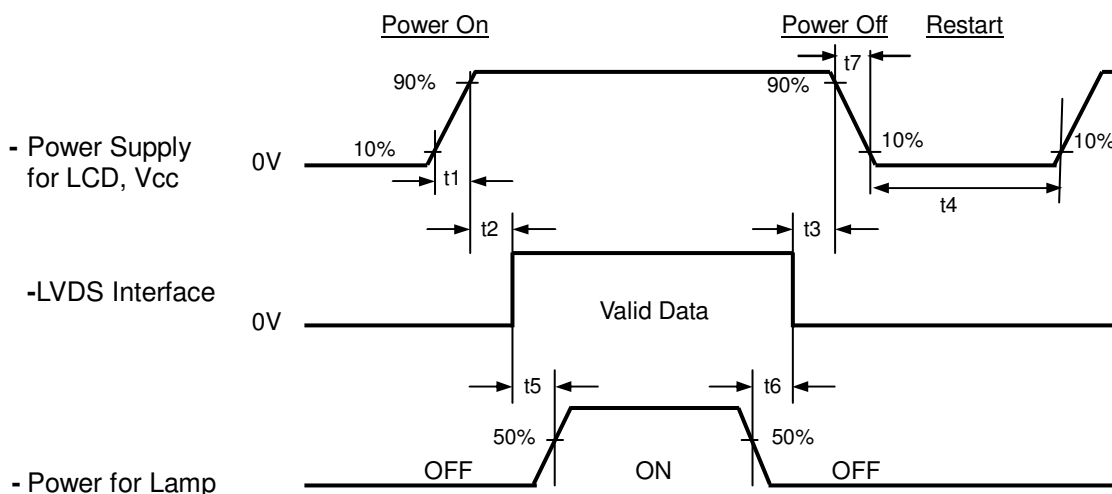 Power On
Power Off
Restart
t7
90%
90%
- Power Supply
for LCD, Vcc
0V
10%
10%
10%
t1
t4
t2
t3
-LVDS Interface
0V
Valid Data
t5
t6
50%
50%
- Power for Lamp
OFF
ON
OFF